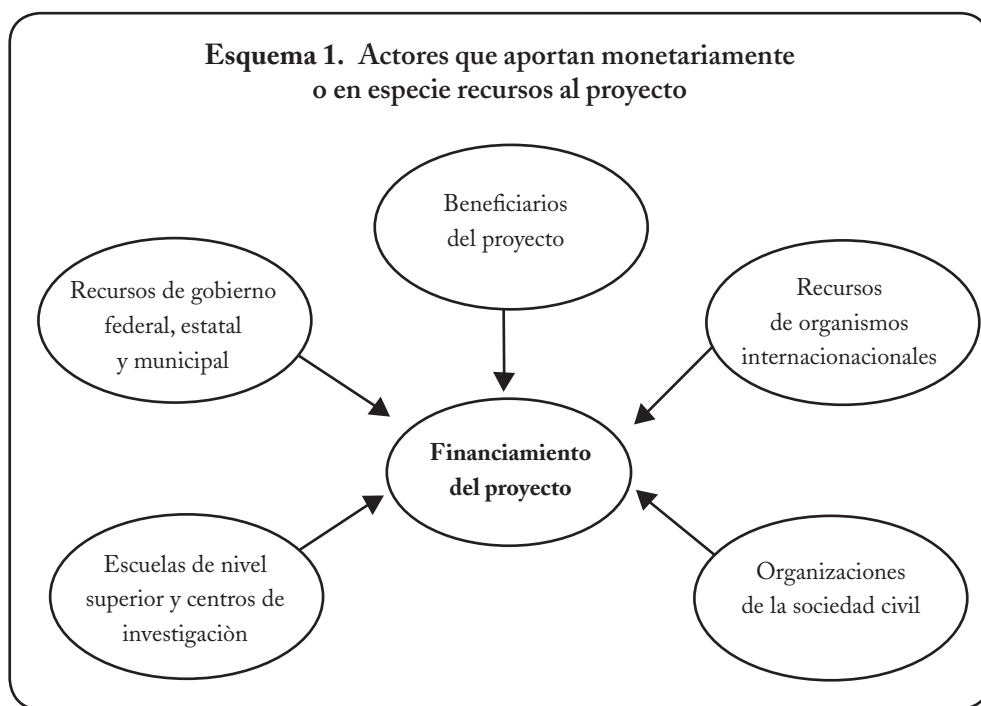 Esquema 1. Actores que aportan monetariamente
o en especie recursos al proyecto
Beneficiarios
del proyecto
Recursos de gobierno
federal, estatal
y municipal
Recursos
de organismos
internacionacionales
Financiamiento
del proyecto
Escuelas de nivel
superior y centros de
investigaciòn
Organizaciones
de la sociedad civil